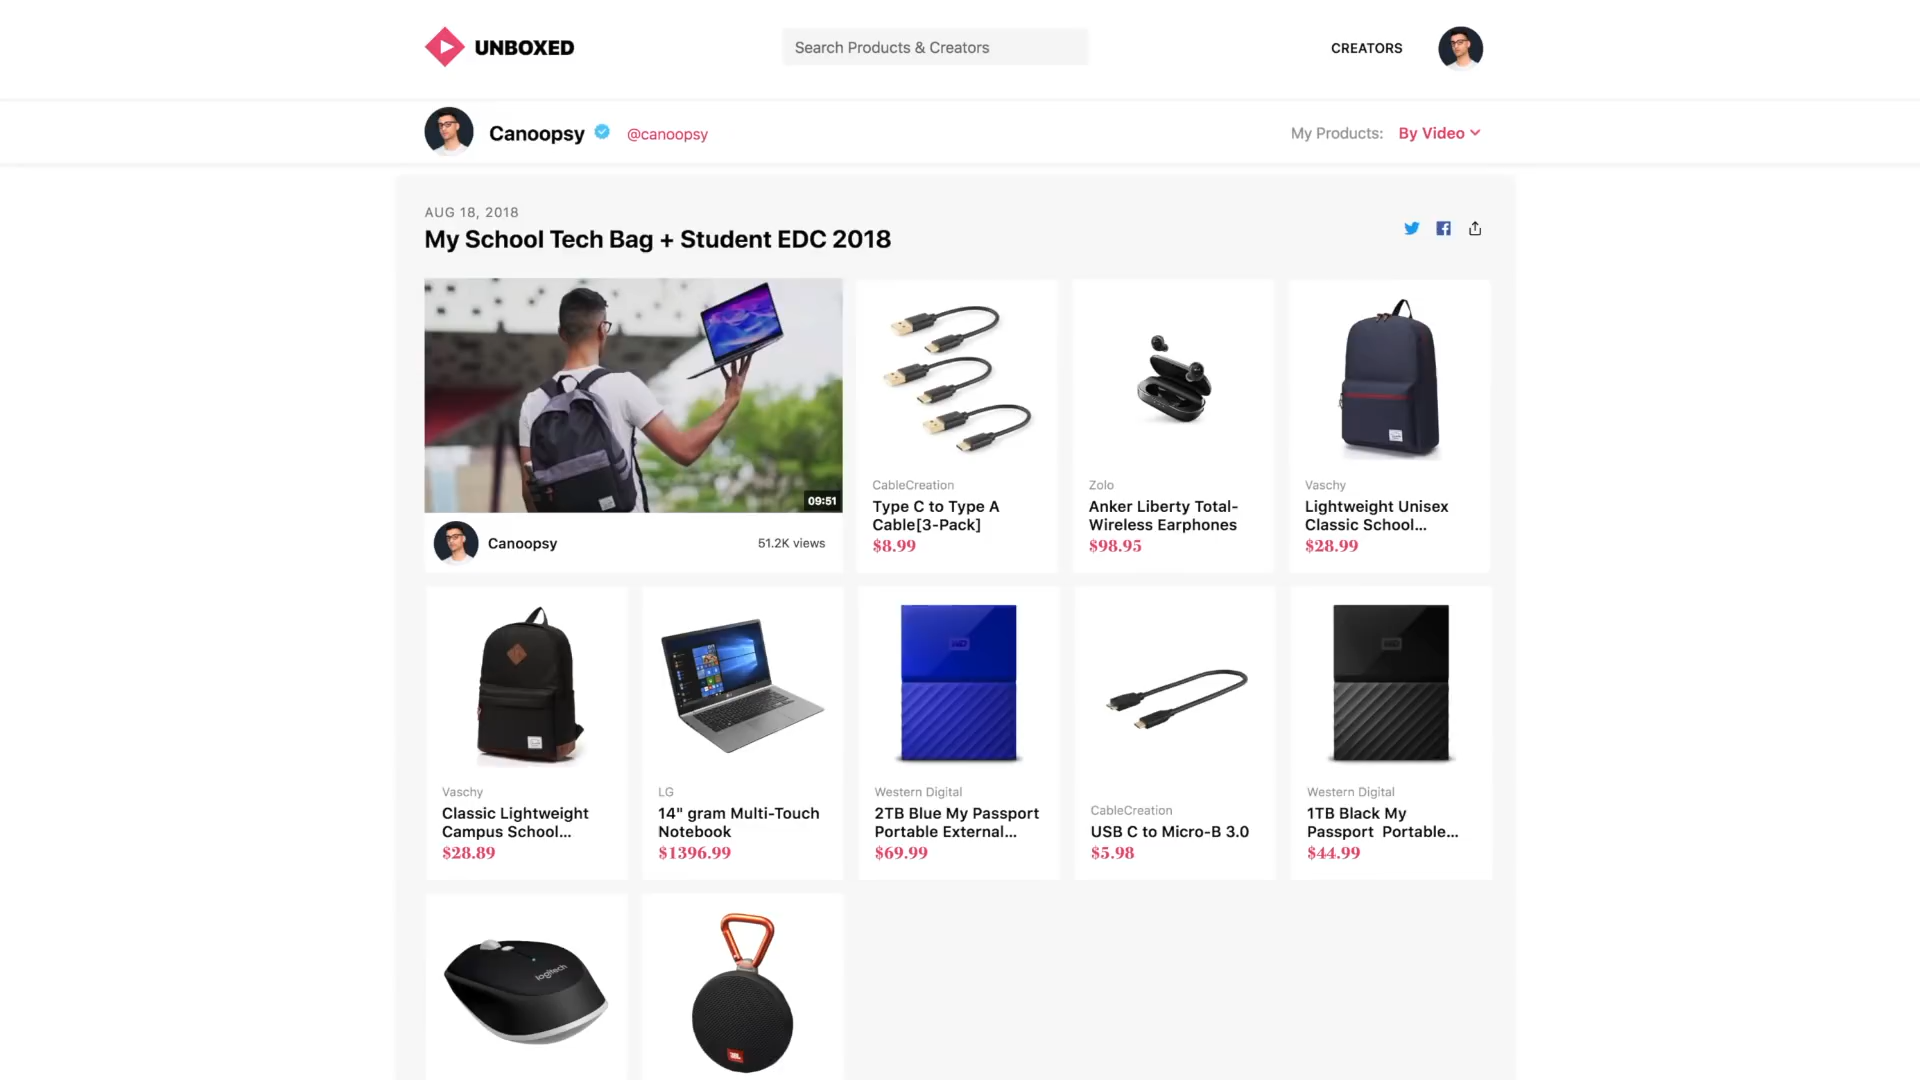 UNBOXED
Search Products & Creators
CREATORS
Canoopsy
@canoopsy
My Products:
By Video
AUG 18, 2018
My School Tech Bag + Student EDC 2018
09:51
Canoopsy
51.2K views
CableCreation
Type C to Type A
Cable[3-Pack]
$8.99
Zolo
Anker Liberty Total-
Wireless Earphones
$98.95
Vaschy
Lightweight Unisex
Classic School...
$28.99
Vaschy
Classic Lightweight
Campus School...
$28.89
LG
14" gram Multi-Touch
Notebook
$1396.99
WD
Western Digital
2TB Blue My Passport
Portable External...
$69.99
CableCreation
USB C to Micro-B 3.0
$5.98
WD
Western Digital
1TB Black My
Passport Portable...
$44.99
logitech
JBL